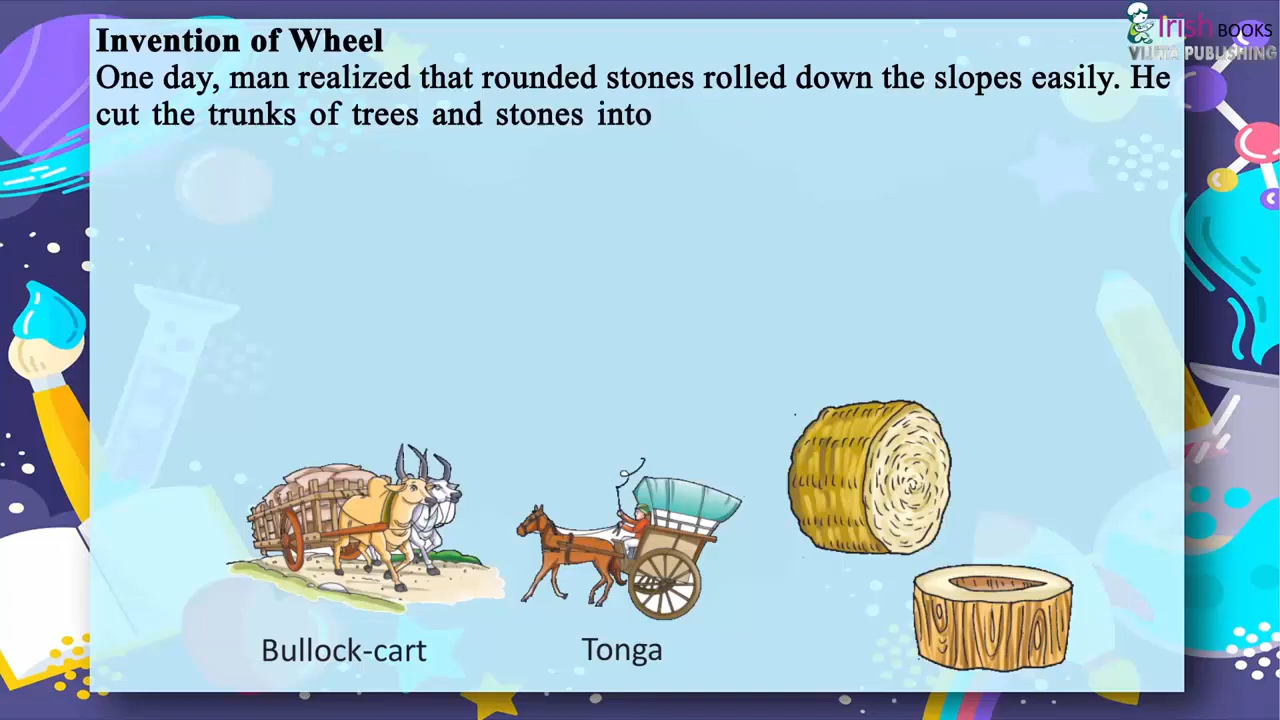 Irish BOOKS
VIJETA PUBLISHING
Invention of Wheel
One day, man realized that rounded stones rolled down the slopes easily. He
cut the trunks of trees and stones into
Bullock-cart
Tonga